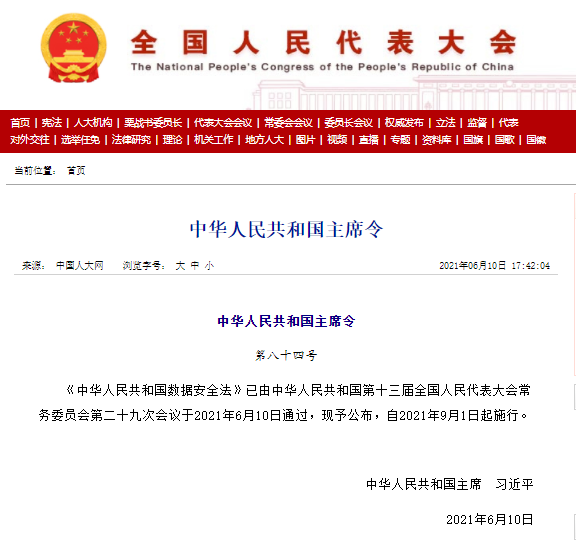 全国人民代表大会
The National People's Congress of the People's Republic of China
首页 | 宪法 | 人大机构 | 栗战书委员长 | 代表大会会议 | 常委会会议 | 委员长会议 | 权威发布 | 立法 | 监督 | 代表
对外交往 | 选举任免 | 法律研究 | 理论 | 机关工作 | 地方人大 | 图片 | 视频 | 直播 | 专题 | 资料库 | 国旗 | 国歌 | 国徽
当前位置： 首页
中华人民共和国主席令
来源： 中国人大网 浏览字号： 大 中 小 2021年06月10日 17:42:04
中华人民共和国主席令
第八十四号
《中华人民共和国数据安全法》已由中华人民共和国第十三届全国人民代表大会常
务委员会第二十九次会议于2021年6月10日通过，现予公布，自2021年9月1日起施行。
中华人民共和国主席 习近平
2021年6月10日